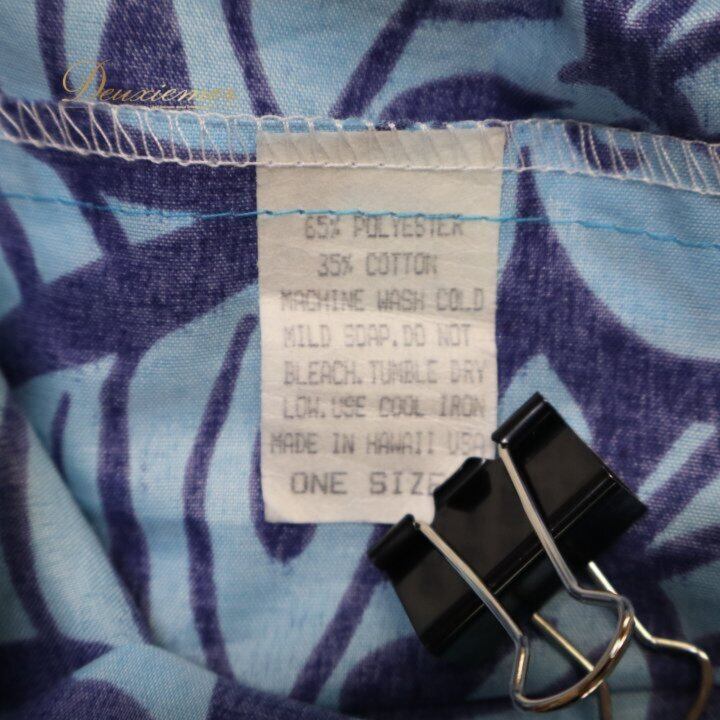 Deuxiemer
65% POLYESTER
35% COTTON
MACHINE WASH COLD
MILD SOAP.DO NOT
BLEACH.TUMBLE DRY
LOW.USE COOL IRON
MADE IN HAWAII USA
ONE SIZE